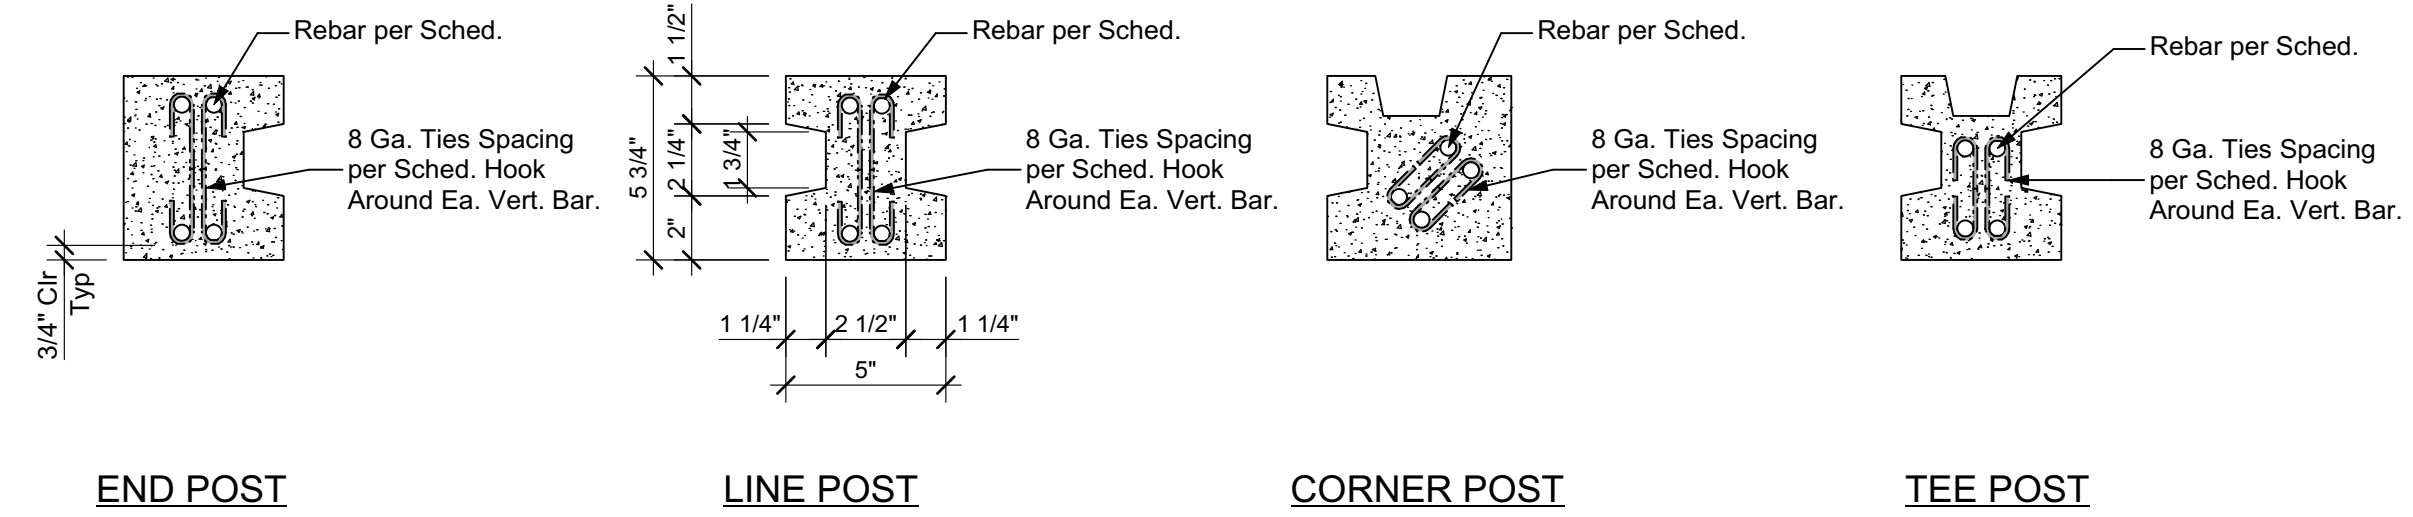 Rebar per Sched.
8 Ga. Ties Spacing
per Sched. Hook
Around Ea. Vert. Bar.
3/4" Clr
Typ
END POST
1 1/2"
5 3/4"
2 1/4"
1 3/4"
2"
1 1/4"
2 1/2"
1 1/4"
5"
Rebar per Sched.
8 Ga. Ties Spacing
per Sched. Hook
Around Ea. Vert. Bar.
LINE POST
Rebar per Sched.
8 Ga. Ties Spacing
per Sched. Hook
Around Ea. Vert. Bar.
CORNER POST
Rebar per Sched.
8 Ga. Ties Spacing
per Sched. Hook
Around Ea. Vert. Bar.
TEE POST